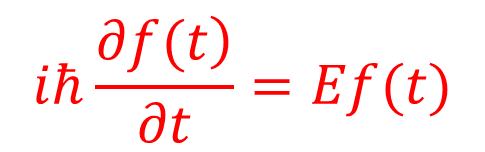 iħ ∂f(t)/∂t = Ef(t)